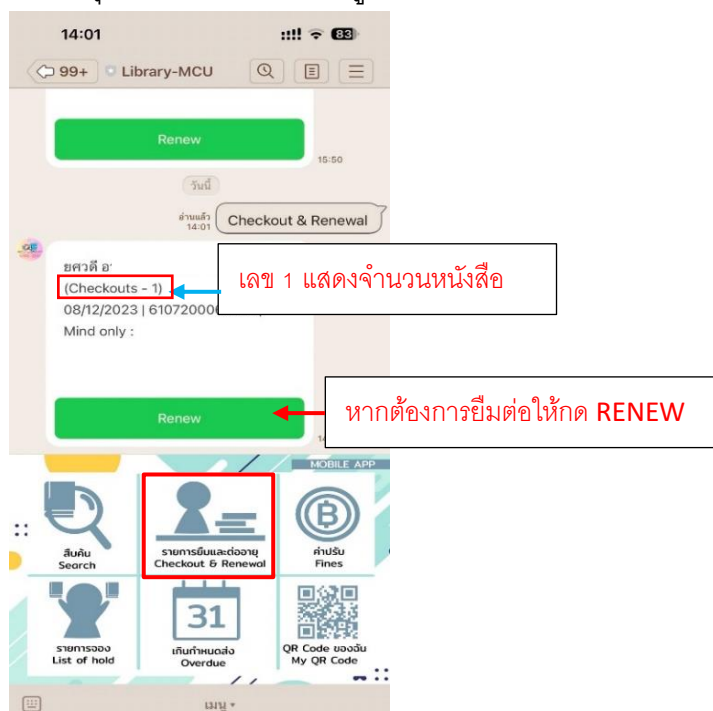 14:01
83
99+
Library-MCU
Renew
15:50
วันนี้
อ่านแล้ว
14:01
Checkout & Renewal
ยศวดี
(Checkouts - 1)
เลข 1 แสดงจำนวนหนังสือ
08/12/2023 |
Mind only :
Renew
หากต้องการยืมต่อให้กด RENEW
MOBILE APP
สืบค้น
Search
รายการยืมและต่ออายุ
Checkout & Renewal
ค่าปรับ
Fines
รายการจอง
List of hold
31
เกินกำหนดส่ง
Overdue
QR Code ของฉัน
My QR Code
เมนู